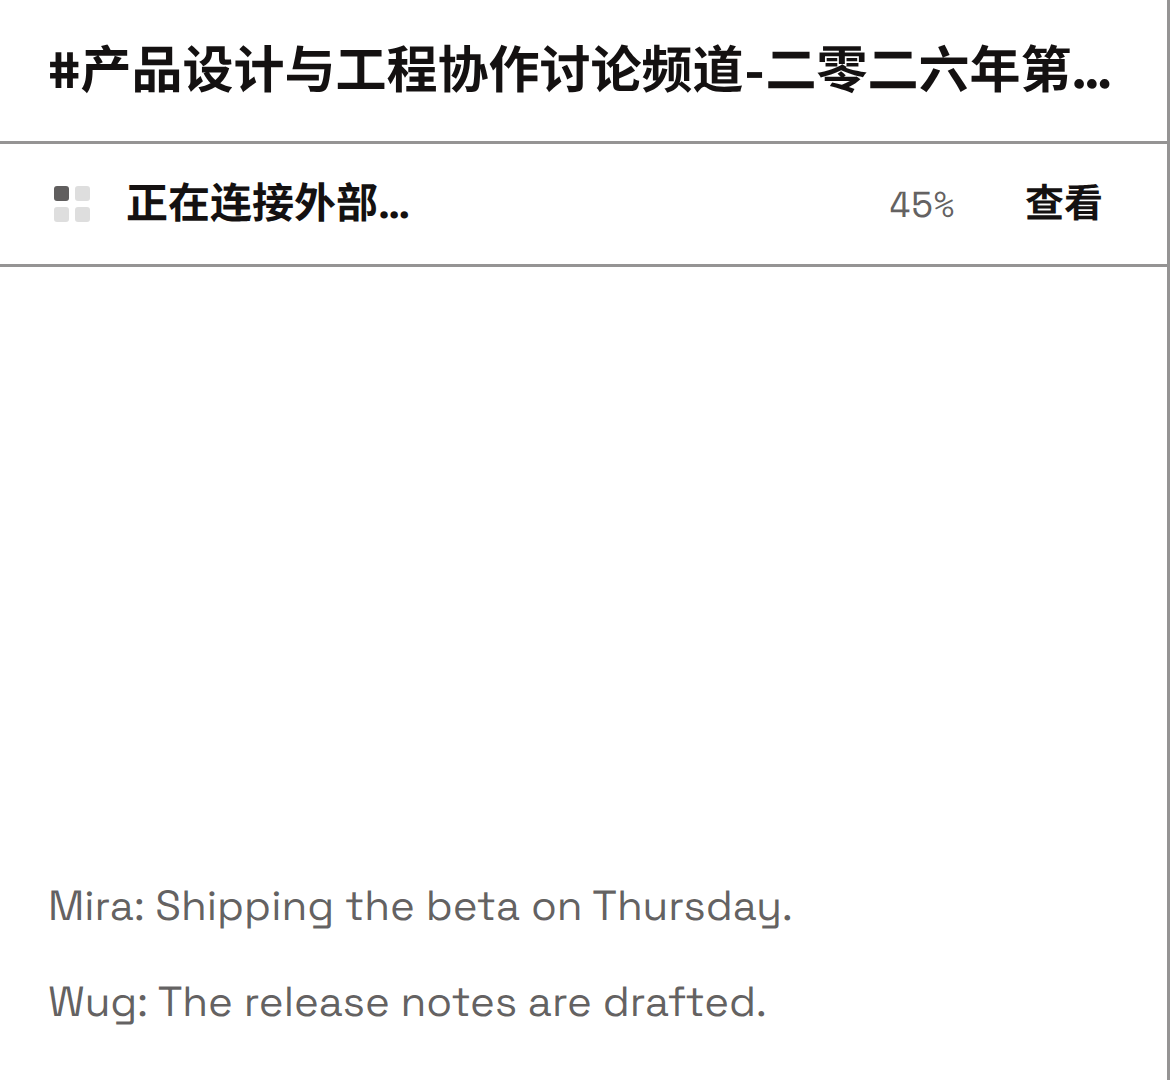 #产品设计与工程协作讨论频道-二零二六年第…
正在连接外部… 45% 查看
Mira: Shipping the beta on Thursday.
Wug: The release notes are drafted.